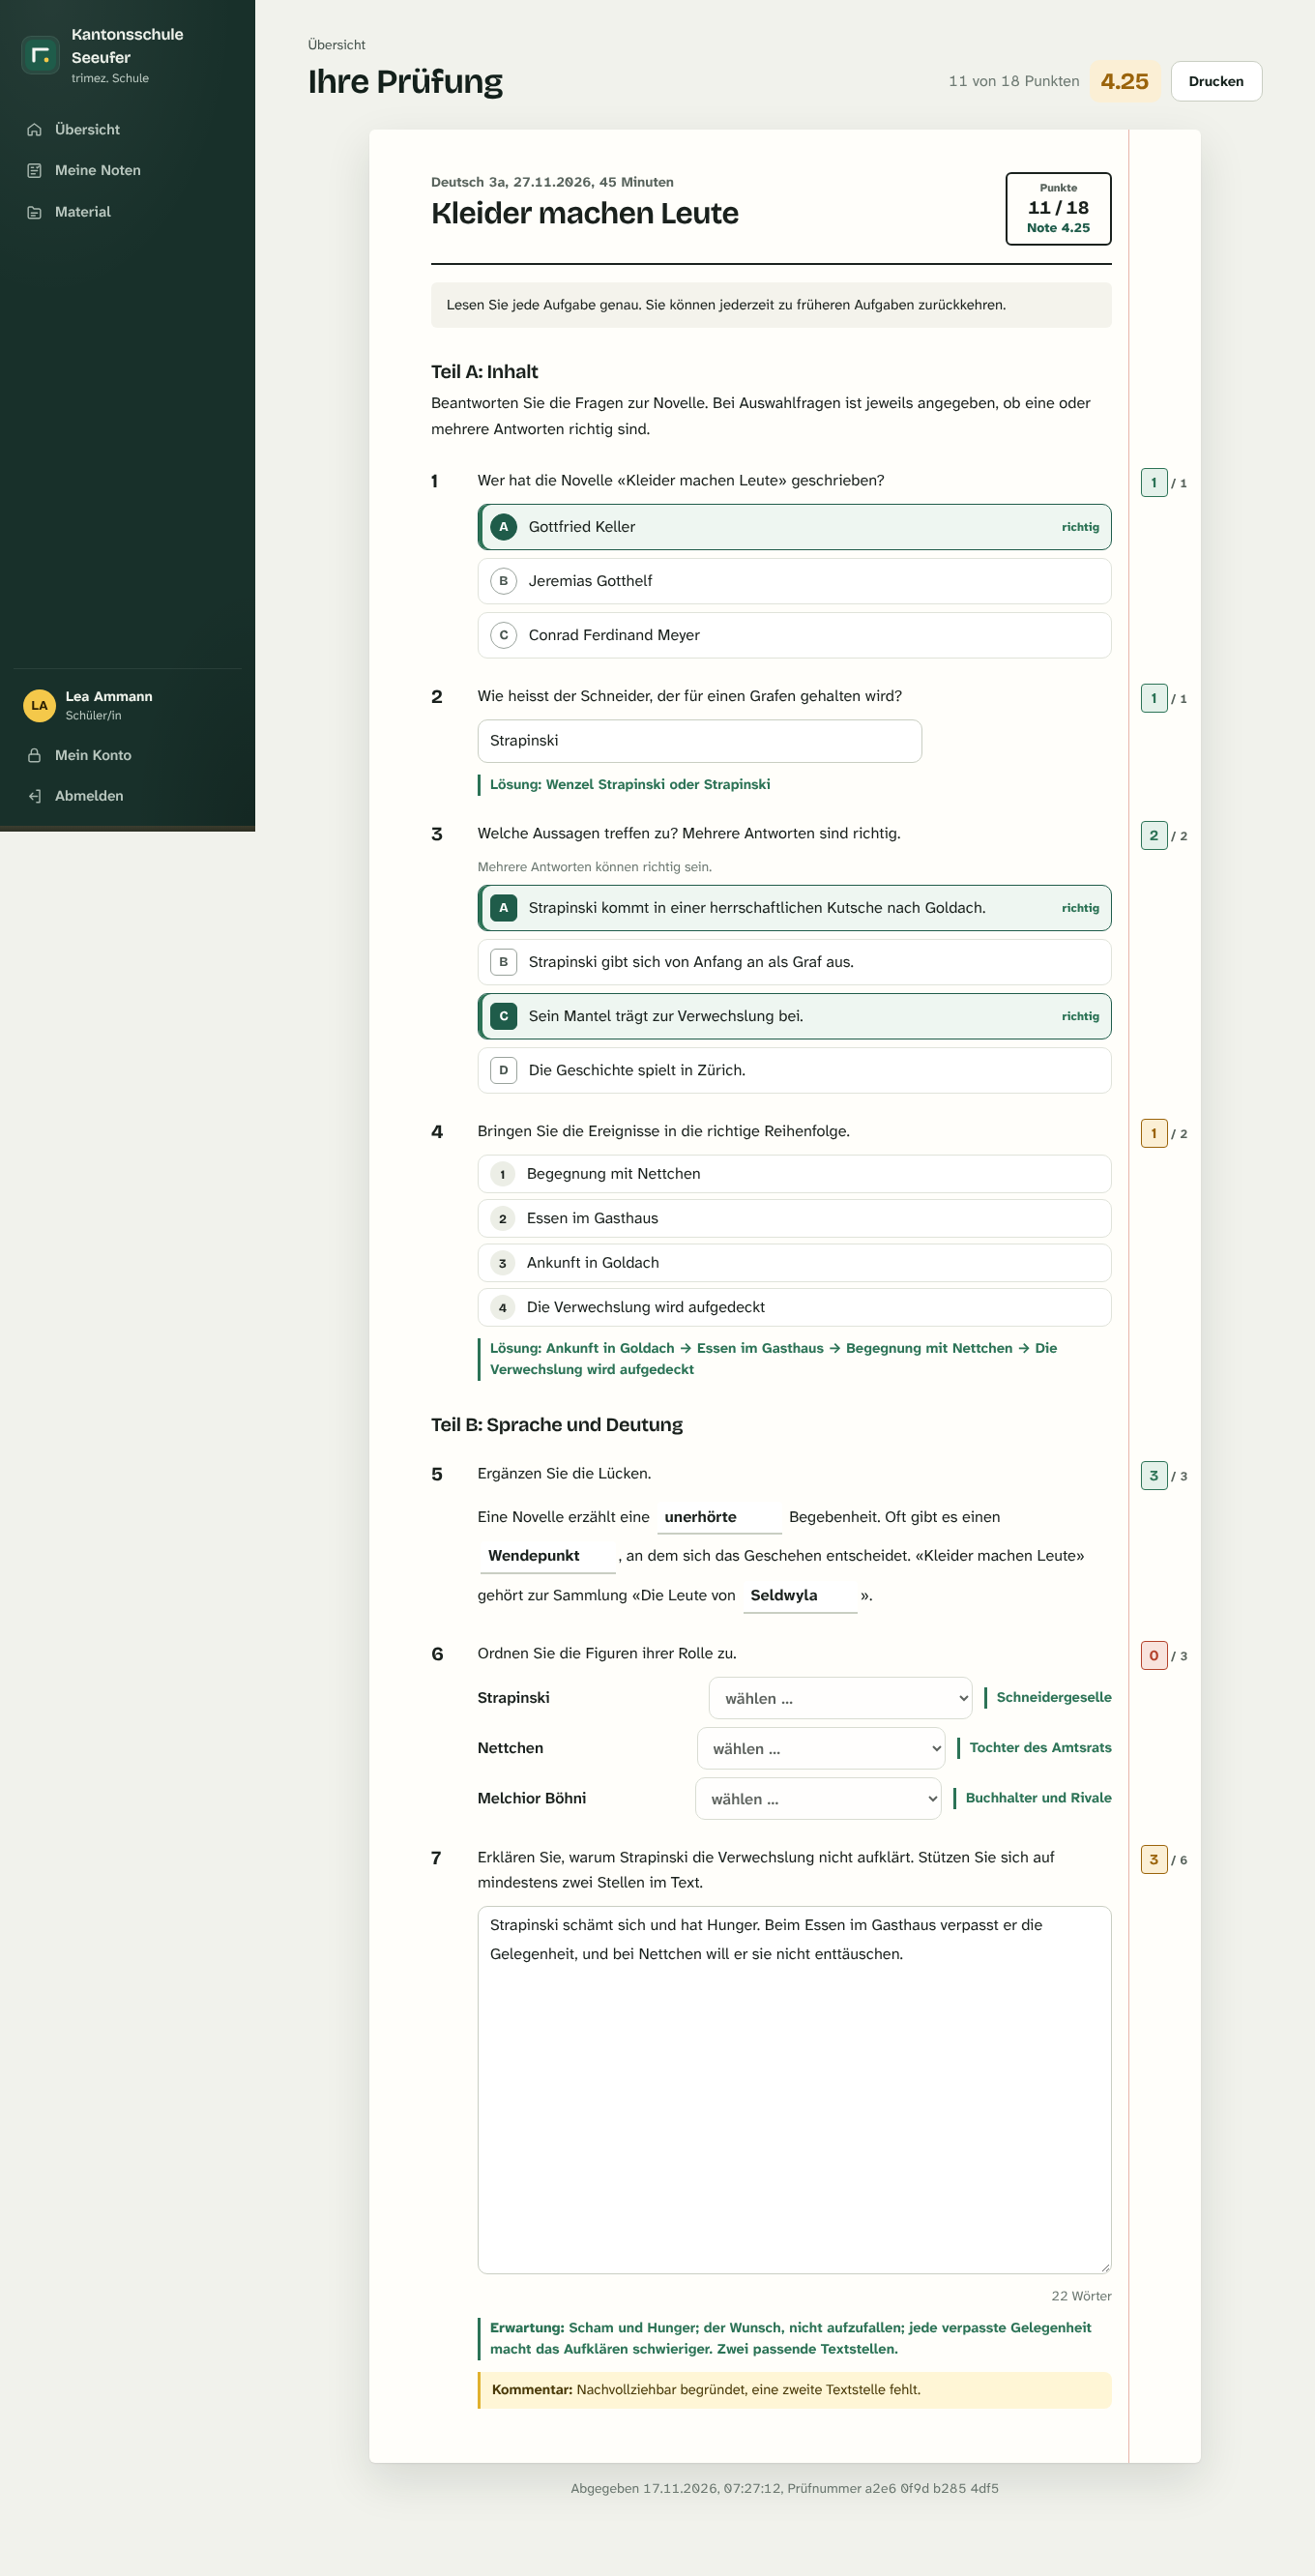 Kantonsschule
Seeufer
trimez. Schule
Übersicht
Meine Noten
Material
LA
Lea Ammann
Schüler/in
Mein Konto
Abmelden
Übersicht
Ihre Prüfung
11 von 18 Punkten 4.25 Drucken
Deutsch 3a, 27.11.2026, 45 Minuten
Kleider machen Leute
Punkte
11 / 18
Note 4.25
Lesen Sie jede Aufgabe genau. Sie können jederzeit zu früheren Aufgaben zurückkehren.
Teil A: Inhalt
Beantworten Sie die Fragen zur Novelle. Bei Auswahlfragen ist jeweils angegeben, ob eine oder
mehrere Antworten richtig sind.
1 Wer hat die Novelle «Kleider machen Leute» geschrieben? 1 / 1
A Gottfried Keller richtig
B Jeremias Gotthelf
C Conrad Ferdinand Meyer
2 Wie heisst der Schneider, der für einen Grafen gehalten wird? 1 / 1
Strapinski
Lösung: Wenzel Strapinski oder Strapinski
3 Welche Aussagen treffen zu? Mehrere Antworten sind richtig. 2 / 2
Mehrere Antworten können richtig sein.
A Strapinski kommt in einer herrschaftlichen Kutsche nach Goldach. richtig
B Strapinski gibt sich von Anfang an als Graf aus.
C Sein Mantel trägt zur Verwechslung bei. richtig
D Die Geschichte spielt in Zürich.
4 Bringen Sie die Ereignisse in die richtige Reihenfolge. 1 / 2
1 Begegnung mit Nettchen
2 Essen im Gasthaus
3 Ankunft in Goldach
4 Die Verwechslung wird aufgedeckt
Lösung: Ankunft in Goldach → Essen im Gasthaus → Begegnung mit Nettchen → Die
Verwechslung wird aufgedeckt
Teil B: Sprache und Deutung
5 Ergänzen Sie die Lücken. 3 / 3
Eine Novelle erzählt eine unerhörte Begebenheit. Oft gibt es einen
Wendepunkt , an dem sich das Geschehen entscheidet. «Kleider machen Leute»
gehört zur Sammlung «Die Leute von Seldwyla ».
6 Ordnen Sie die Figuren ihrer Rolle zu. 0 / 3
Strapinski wählen ... Schneidergeselle
Nettchen wählen ... Tochter des Amtsrats
Melchior Böhni wählen ... Buchhalter und Rivale
7 Erklären Sie, warum Strapinski die Verwechslung nicht aufklärt. Stützen Sie sich auf 3 / 6
mindestens zwei Stellen im Text.
Strapinski schämt sich und hat Hunger. Beim Essen im Gasthaus verpasst er die
Gelegenheit, und bei Nettchen will er sie nicht enttäuschen.
22 Wörter
Erwartung: Scham und Hunger; der Wunsch, nicht aufzufallen; jede verpasste Gelegenheit
macht das Aufklären schwieriger. Zwei passende Textstellen.
Kommentar: Nachvollziehbar begründet, eine zweite Textstelle fehlt.
Abgegeben 17.11.2026, 07:27:12, Prüfnummer a2e6 0f9d b285 4df5